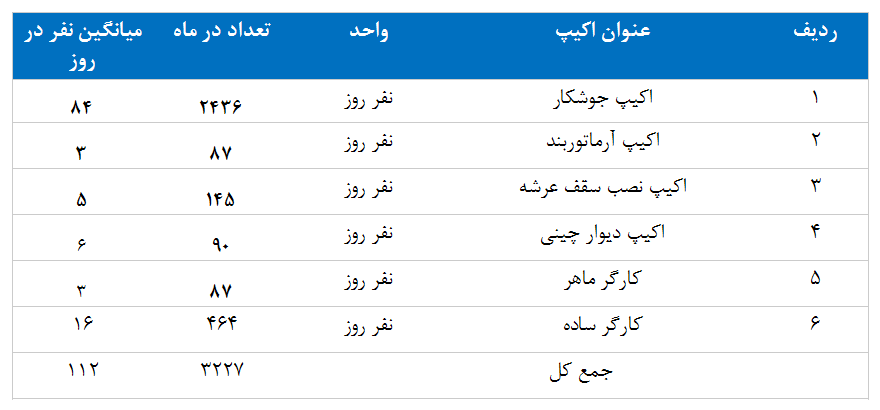 ردیف عنوان اکیپ واحد تعداد در ماه میانگین نفر در روز
۱ اکیپ جوشکار نفر روز ۲۴۳۶ ۸۴
۲ اکیپ آرماتوربند نفر روز ۸۷ ۳
۳ اکیپ نصب سقف عرشه نفر روز ۱۴۵ ۵
۴ اکیپ دیوار چینی نفر روز ۹۰ ۶
۵ کارگر ماهر نفر روز ۸۷ ۳
۶ کارگر ساده نفر روز ۴۶۴ ۱۶
جمع کل ۳۲۲۷ ۱۱۲